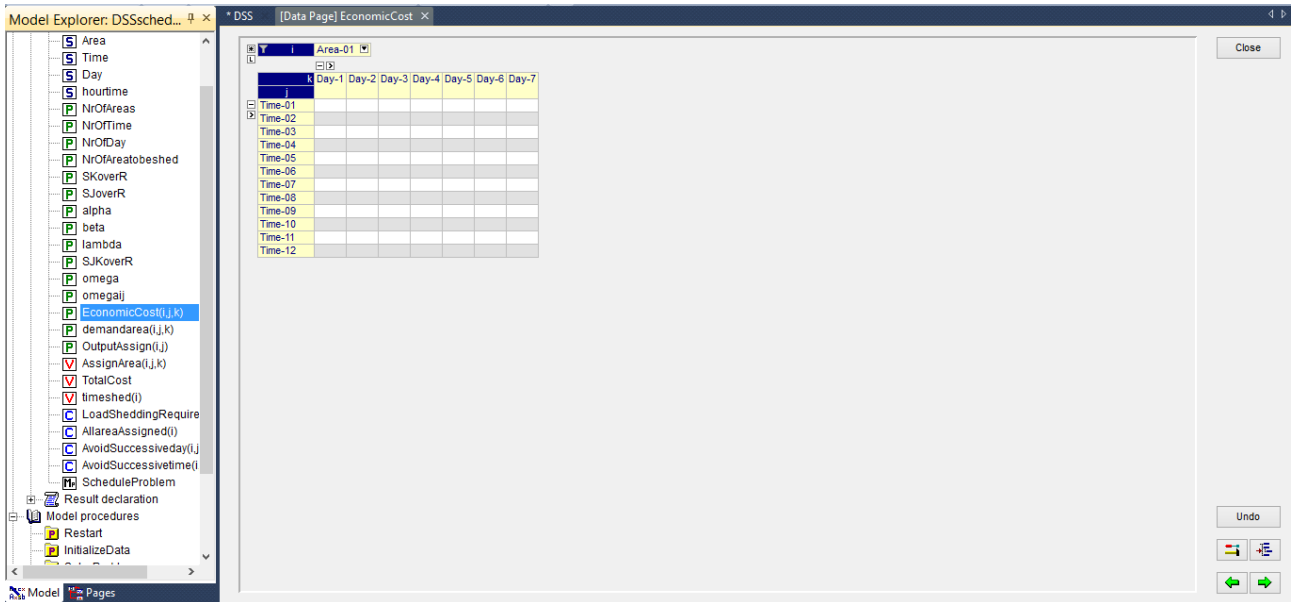 Model Explorer: DSSsched...
* DSS
[Data Page] EconomicCost
S Area
S Time
S Day
S hourtime
P NrOfAreas
P NrOfTime
P NrOfDay
P NrOfAreatobeshed
P SKoverR
P SJoverR
P alpha
P beta
P lambda
P SJKoverR
P omega
P omegaij
P EconomicCost(i,j,k)
P demandarea(i,j,k)
P OutputAssign(i,j)
V AssignArea(i,j,k)
V TotalCost
V timeshed(i)
C LoadSheddingRequire
C AllareaAssigned(i)
C AvoidSuccessiveday(i,j
C AvoidSuccessivetime(i
ScheduleProblem
Result declaration
Model procedures
P Restart
P InitializeData
Model
Pages
i Area-01
k Day-1 Day-2 Day-3 Day-4 Day-5 Day-6 Day-7
j
Time-01
Time-02
Time-03
Time-04
Time-05
Time-06
Time-07
Time-08
Time-09
Time-10
Time-11
Time-12
Close
Undo